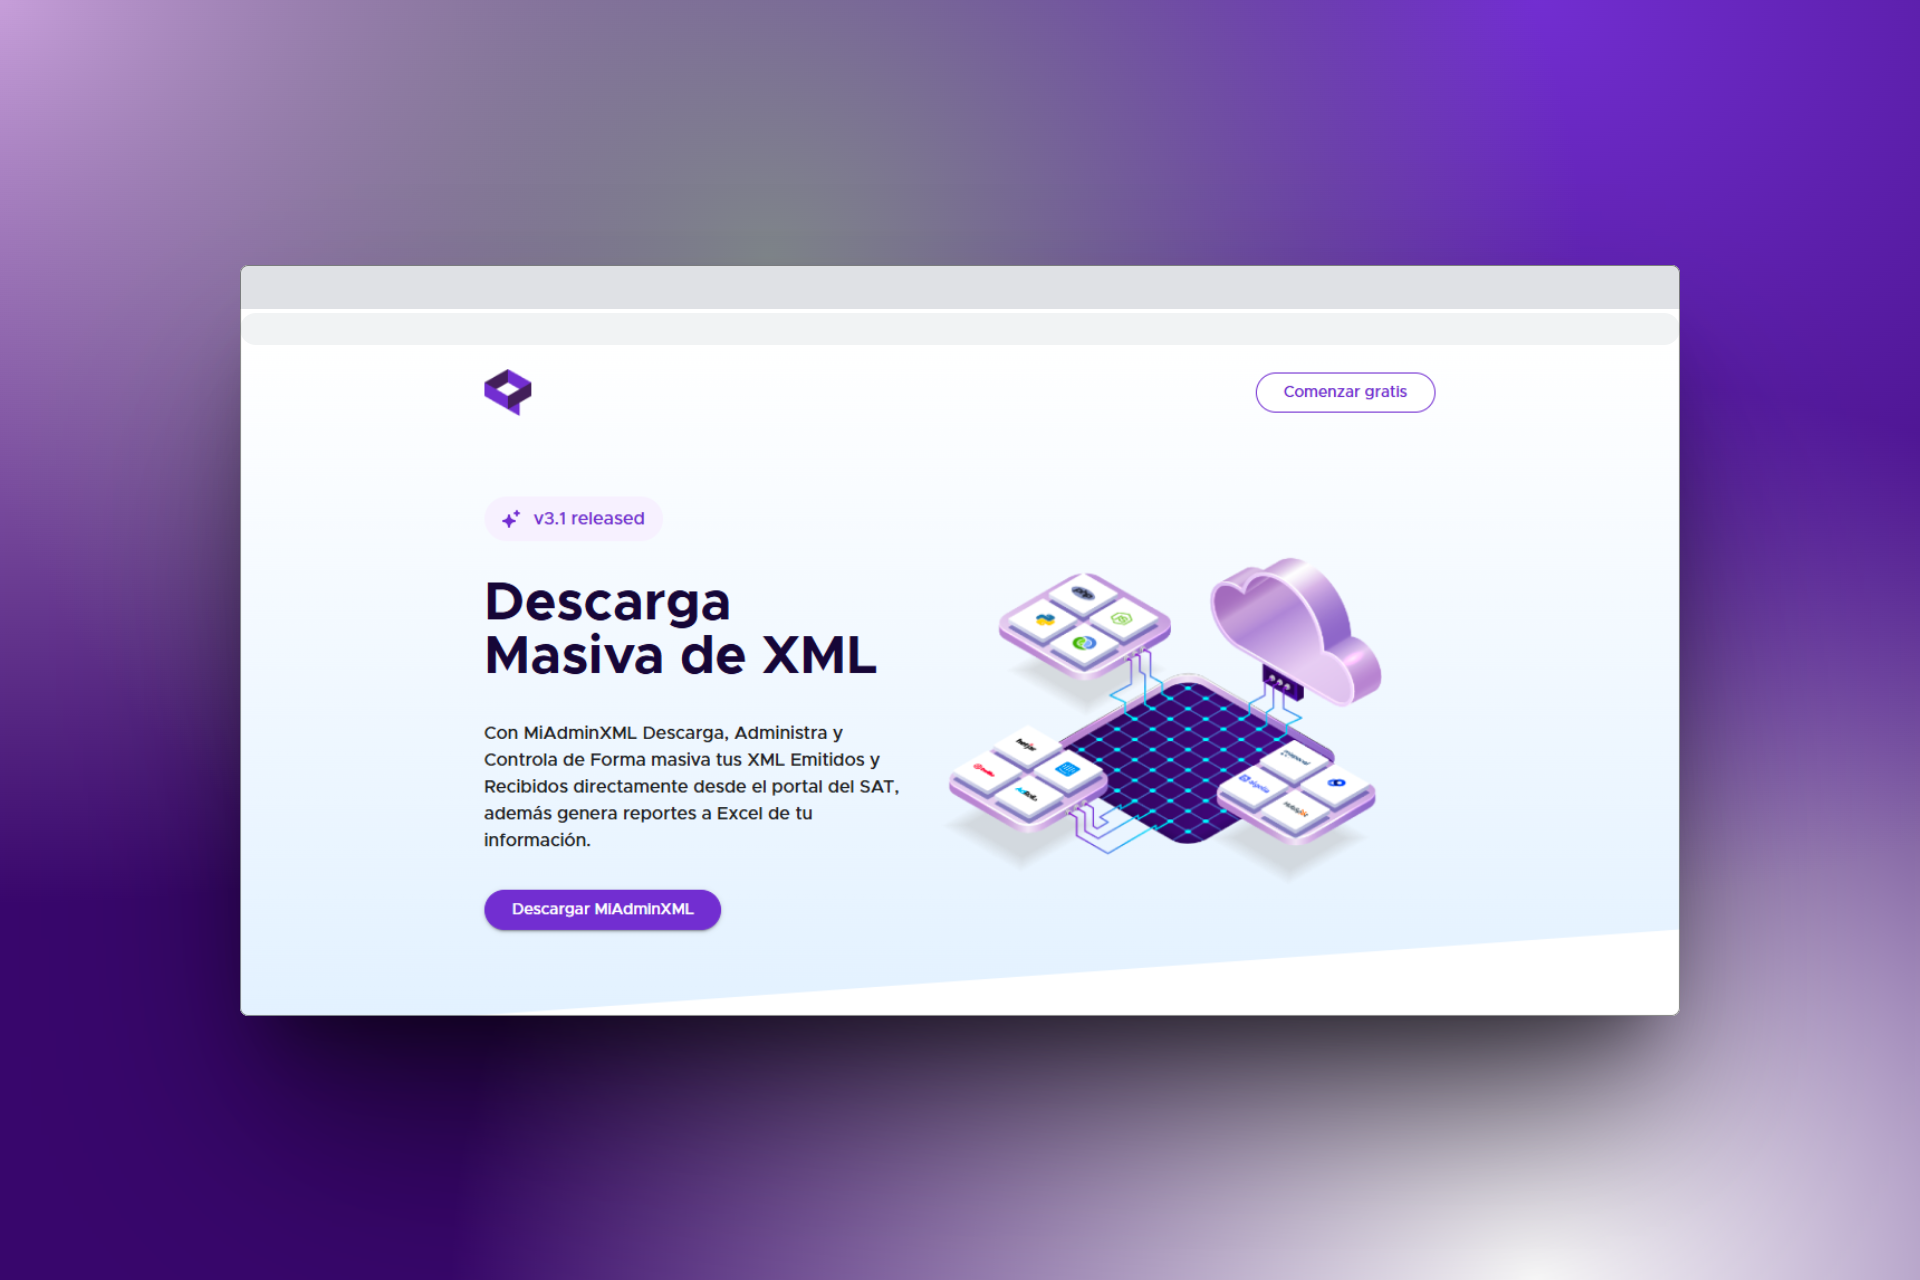 Comenzar gratis
v3.1 released
Descarga
Masiva de XML
Con MiAdminXML Descarga, Administra y
Controla de Forma masiva tus XML Emitidos y
Recibidos directamente desde el portal del SAT,
además genera reportes a Excel de tu
información.
Descargar MiAdminXML
php